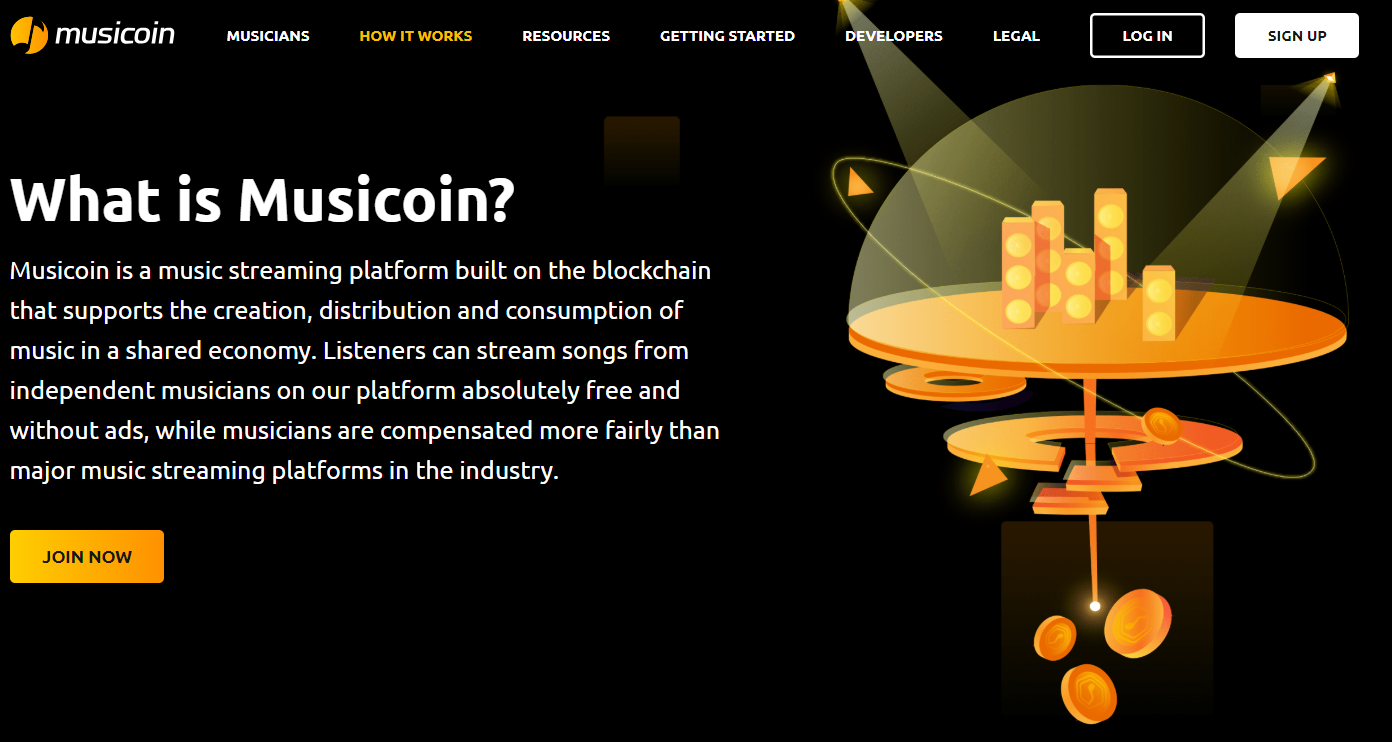 musicoin
MUSICIANS
HOW IT WORKS
RESOURCES
GETTING STARTED
DEVELOPERS
LEGAL
LOG IN
SIGN UP
What is Musicoin?
Musicoin is a music streaming platform built on the blockchain
that supports the creation, distribution and consumption of
music in a shared economy. Listeners can stream songs from
independent musicians on our platform absolutely free and
without ads, while musicians are compensated more fairly than
major music streaming platforms in the industry.
JOIN NOW